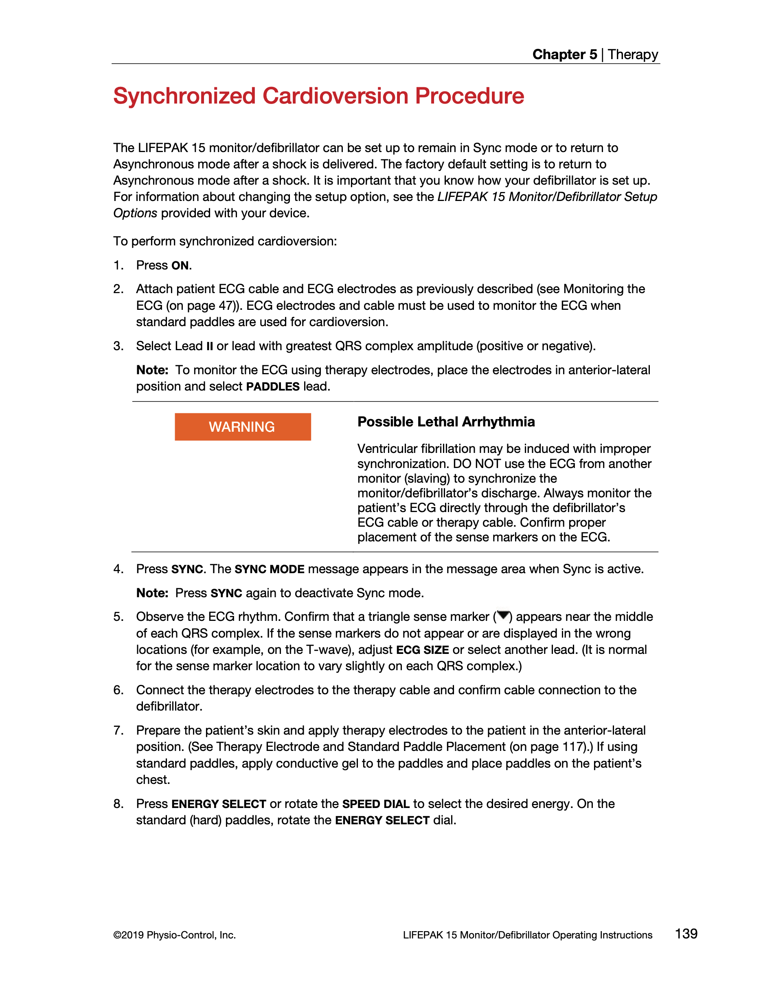 Chapter 5 | Therapy
Synchronized Cardioversion Procedure
The LIFEPAK 15 monitor/defibrillator can be set up to remain in Sync mode or to return to
Asynchronous mode after a shock is delivered. The factory default setting is to return to
Asynchronous mode after a shock. It is important that you know how your defibrillator is set up.
For information about changing the setup option, see the LIFEPAK 15 Monitor/Defibrillator Setup
Options provided with your device.
To perform synchronized cardioversion:
1. Press ON.
2. Attach patient ECG cable and ECG electrodes as previously described (see Monitoring the
ECG (on page 47)). ECG electrodes and cable must be used to monitor the ECG when
standard paddles are used for cardioversion.
3. Select Lead II or lead with greatest QRS complex amplitude (positive or negative).
Note: To monitor the ECG using therapy electrodes, place the electrodes in anterior-lateral
position and select PADDLES lead.
WARNING
Possible Lethal Arrhythmia
Ventricular fibrillation may be induced with improper
synchronization. DO NOT use the ECG from another
monitor (slaving) to synchronize the
monitor/defibrillator’s discharge. Always monitor the
patient’s ECG directly through the defibrillator’s
ECG cable or therapy cable. Confirm proper
placement of the sense markers on the ECG.
4. Press SYNC. The SYNC MODE message appears in the message area when Sync is active.
Note: Press SYNC again to deactivate Sync mode.
5. Observe the ECG rhythm. Confirm that a triangle sense marker (▼) appears near the middle
of each QRS complex. If the sense markers do not appear or are displayed in the wrong
locations (for example, on the T-wave), adjust ECG SIZE or select another lead. (It is normal
for the sense marker location to vary slightly on each QRS complex.)
6. Connect the therapy electrodes to the therapy cable and confirm cable connection to the
defibrillator.
7. Prepare the patient’s skin and apply therapy electrodes to the patient in the anterior-lateral
position. (See Therapy Electrode and Standard Paddle Placement (on page 117).) If using
standard paddles, apply conductive gel to the paddles and place paddles on the patient’s
chest.
8. Press ENERGY SELECT or rotate the SPEED DIAL to select the desired energy. On the
standard (hard) paddles, rotate the ENERGY SELECT dial.
©2019 Physio-Control, Inc. LIFEPAK 15 Monitor/Defibrillator Operating Instructions 139